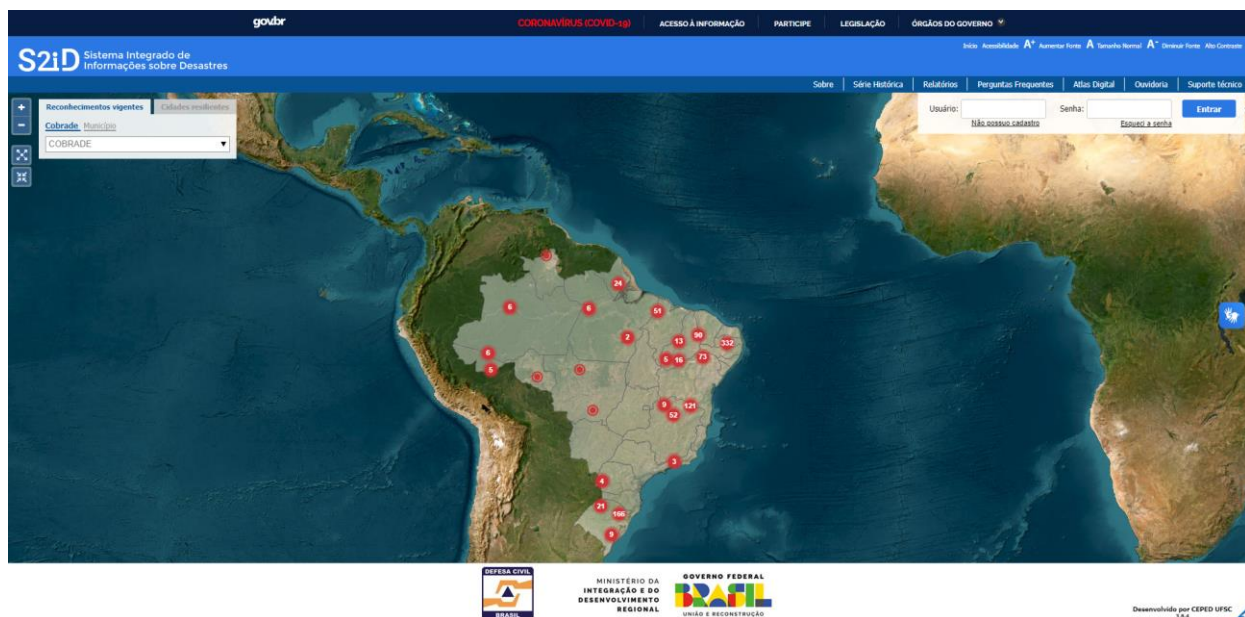 gov.br
CORONAVÍRUS (COVID-19)
ACESSO À INFORMAÇÃO
PARTICIPE
LEGISLAÇÃO
ÓRGÃOS DO GOVERNO
S2iD Sistema Integrado de
Informações sobre Desastres
Início Acessibilidade A+ Aumentar Fonte A Tamanho Normal A- Diminuir Fonte Alto Contraste
Sobre
Série Histórica
Relatórios
Perguntas Frequentes
Atlas Digital
Ouvidoria
Suporte técnico
+
−
Reconhecimentos vigentes
Cidades resilientes
Cobrade Município
COBRADE
Usuário:
Senha:
Entrar
Não possuo cadastro
Esqueci a senha
24
6
6
51
2
13
90
332
6
5
5
16
73
9
121
52
3
4
21
166
9
DEFESA CIVIL
BRASIL
MINISTÉRIO DA
INTEGRAÇÃO E DO
DESENVOLVIMENTO
REGIONAL
GOVERNO FEDERAL
BRASIL
UNIÃO E RECONSTRUÇÃO
Desenvolvido por CEPED UFSC